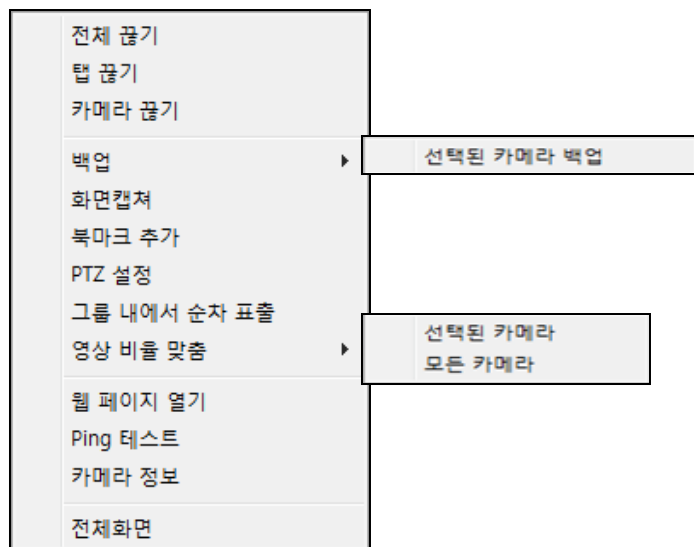 전체 끊기
탭 끊기
카메라 끊기
백업
선택된 카메라 백업
화면캡쳐
북마크 추가
PTZ 설정
그룹 내에서 순차 표출
영상 비율 맞춤
선택된 카메라
모든 카메라
웹 페이지 열기
Ping 테스트
카메라 정보
전체화면